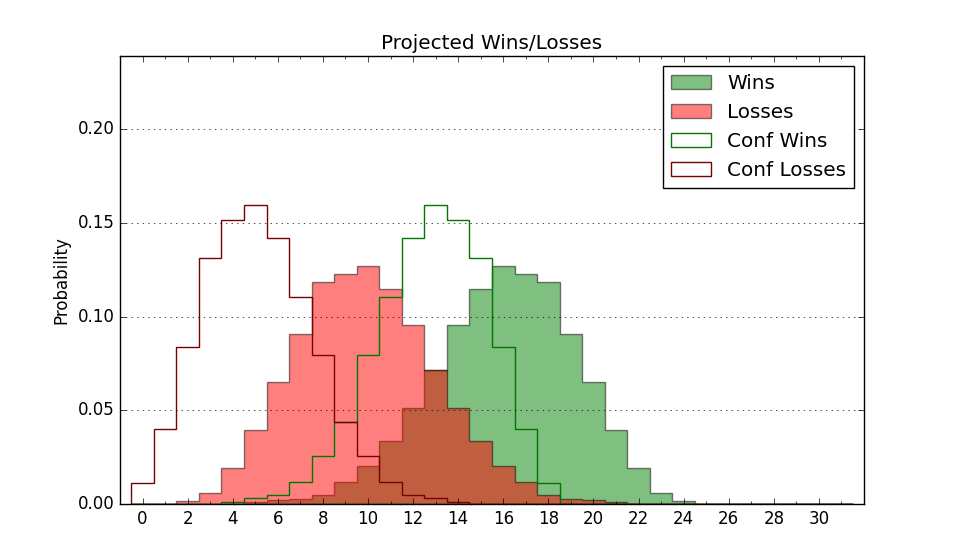 Projected Wins/Losses
Wins
Losses
Conf Wins
Conf Losses
Probability
0.20
0.15
0.10
0.05
0.00
0 2 4 6 8 10 12 14 16 18 20 22 24 26 28 30